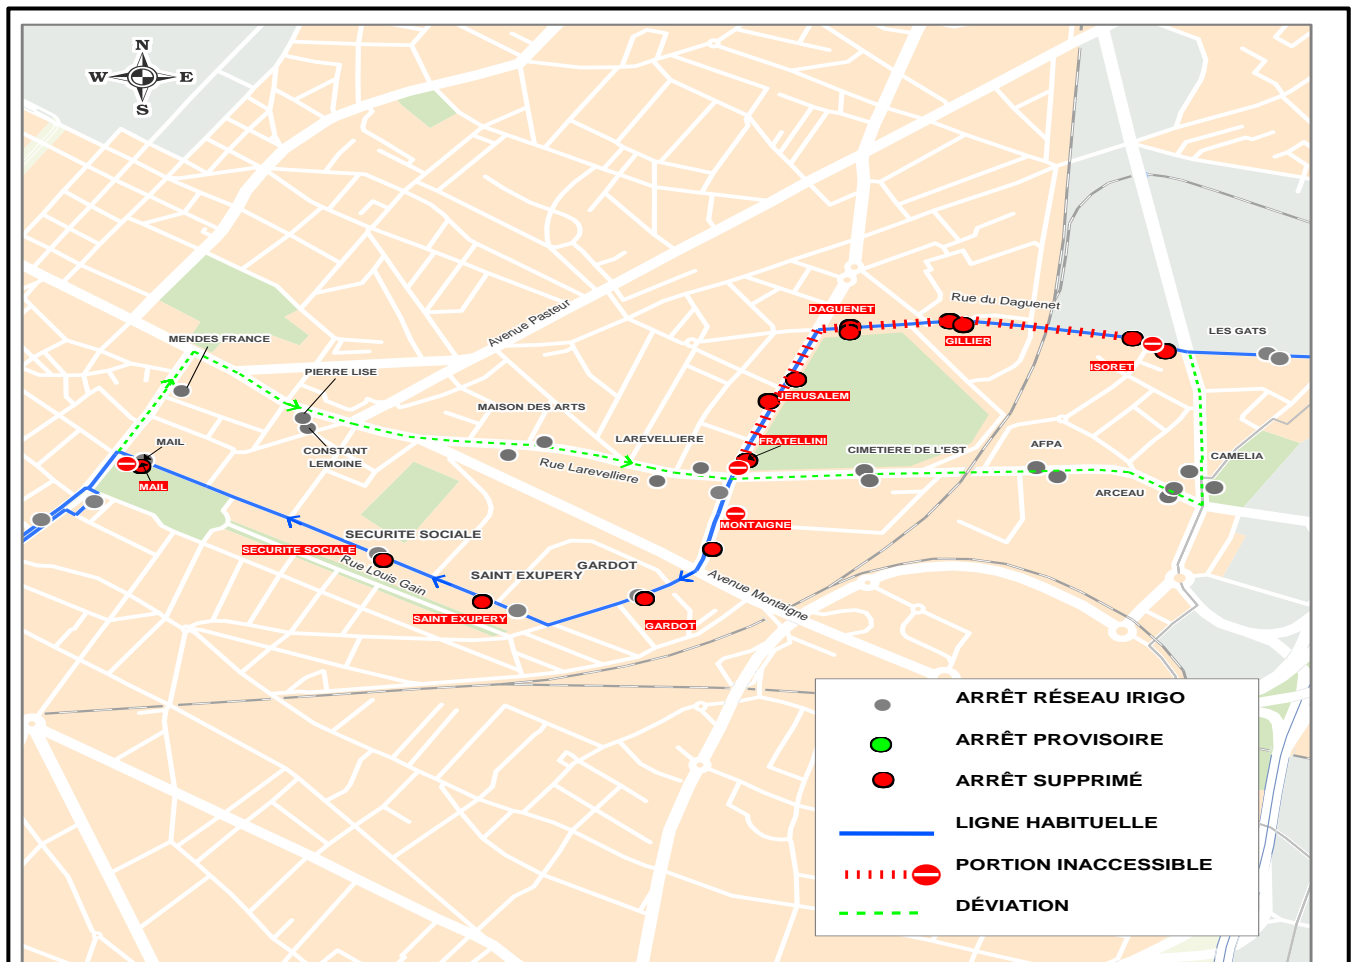 N
W E
S
Rue du Daguenet
DAGUENET
Avenue Pasteur
LES GATS
MENDES FRANCE
GILLIER
ISORET
PIERRE LISE
JERUSALEM
MAISON DES ARTS
MAIL
LAREVELLIERE
FRATELLINI
CONSTANT
LEMOINE
CIMETIERE DE L'EST
AFPA
CAMELIA
Rue Larevelliere
MAIL
ARCEAU
MONTAIGNE
SECURITE SOCIALE
SECURITE SOCIALE
GARDOT
Rue Louis Gain
SAINT EXUPERY
Avenue Montaigne
SAINT EXUPERY
GARDOT
ARRÊT RÉSEAU IRIGO
ARRÊT PROVISOIRE
ARRÊT SUPPRIMÉ
LIGNE HABITUELLE
PORTION INACCESSIBLE
DÉVIATION